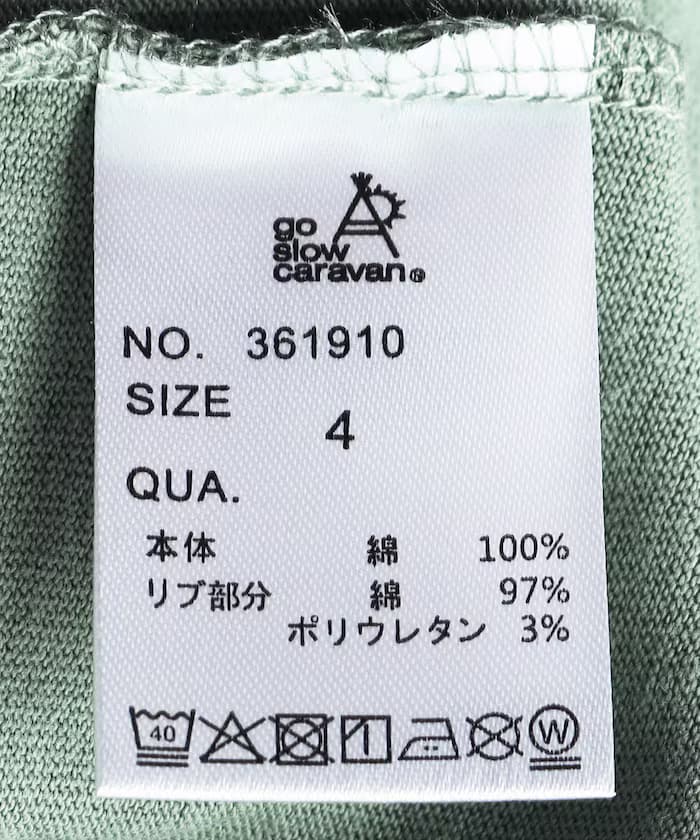 go
slow
caravan®
NO. 361910
SIZE 4
QUA.
本体 綿 100%
リブ部分 綿 97%
ポリウレタン 3%
40 W